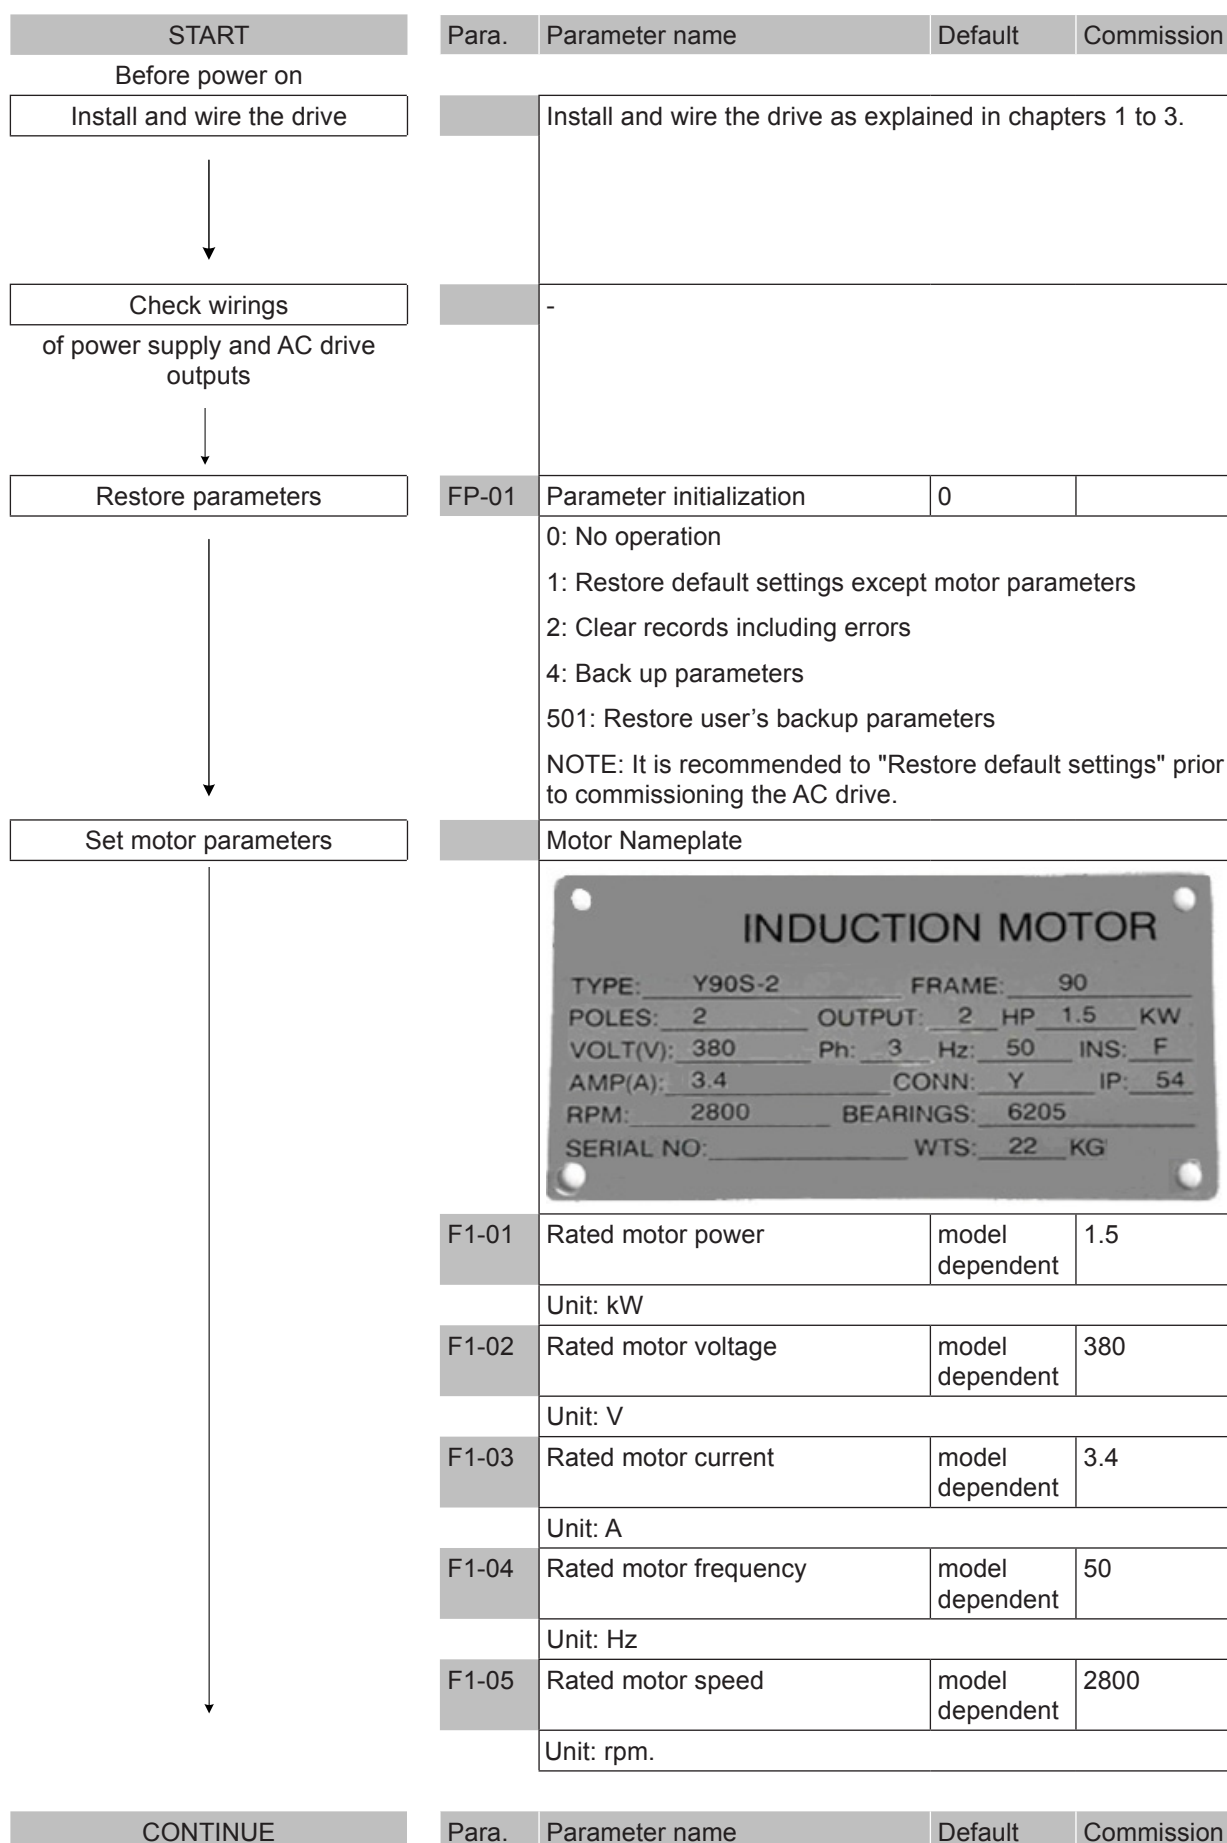 START Para. Parameter name Default Commission
Before power on
Install and wire the drive Install and wire the drive as explained in chapters 1 to 3.
Check wirings -
of power supply and AC drive
outputs
Restore parameters FP-01 Parameter initialization 0
0: No operation
1: Restore default settings except motor parameters
2: Clear records including errors
4: Back up parameters
501: Restore user’s backup parameters
NOTE: It is recommended to "Restore default settings" prior
to commissioning the AC drive.
Set motor parameters Motor Nameplate
INDUCTION MOTOR
TYPE: Y90S-2 FRAME: 90
POLES: 2 OUTPUT: 2 HP 1.5 KW
VOLT(V): 380 Ph: 3 Hz: 50 INS: F
AMP(A): 3.4 CONN: Y IP: 54
RPM: 2800 BEARINGS: 6205
SERIAL NO: WTS: 22 KG
F1-01 Rated motor power model 1.5
dependent
Unit: kW
F1-02 Rated motor voltage model 380
dependent
Unit: V
F1-03 Rated motor current model 3.4
dependent
Unit: A
F1-04 Rated motor frequency model 50
dependent
Unit: Hz
F1-05 Rated motor speed model 2800
dependent
Unit: rpm.
CONTINUE Para. Parameter name Default Commission